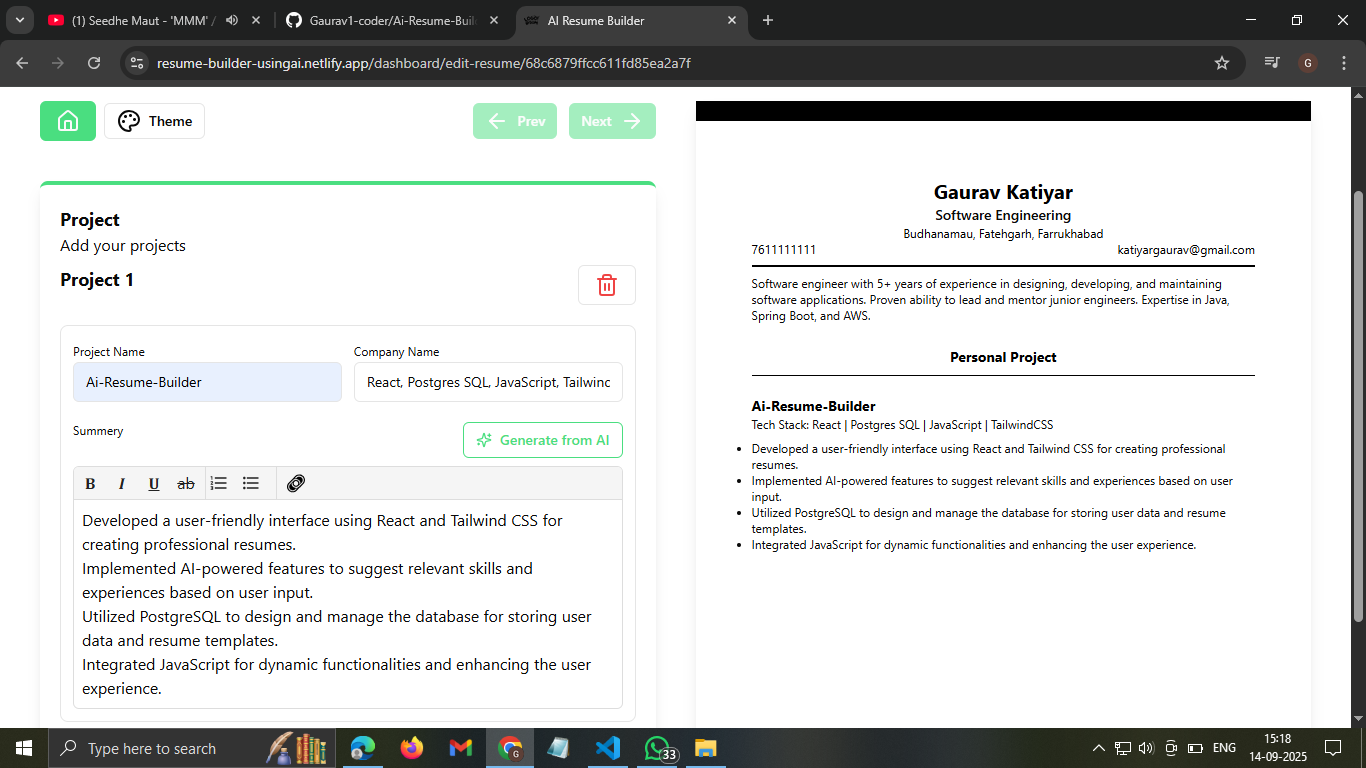 (1) Seedhe Maut - 'MMM' /
Gaurav1-coder/Ai-Resume-Buil
AI Resume Builder
resume-builder-usingai.netlify.app/dashboard/edit-resume/68c6879ffcc611fd85ea2a7f
G
Theme
Prev
Next
Project
Add your projects
Project 1
Project Name
Company Name
Ai-Resume-Builder
React, Postgres SQL, JavaScript, Tailwinc
Summery
Generate from AI
B I U ab
Developed a user-friendly interface using React and Tailwind CSS for
creating professional resumes.
Implemented AI-powered features to suggest relevant skills and
experiences based on user input.
Utilized PostgreSQL to design and manage the database for storing user
data and resume templates.
Integrated JavaScript for dynamic functionalities and enhancing the user
experience.
Gaurav Katiyar
Software Engineering
Budhanamau, Fatehgarh, Farrukhabad
7611111111
katiyargaurav@gmail.com
Software engineer with 5+ years of experience in designing, developing, and maintaining
software applications. Proven ability to lead and mentor junior engineers. Expertise in Java,
Spring Boot, and AWS.
Personal Project
Ai-Resume-Builder
Tech Stack: React | Postgres SQL | JavaScript | TailwindCSS
Developed a user-friendly interface using React and Tailwind CSS for creating professional
resumes.
Implemented AI-powered features to suggest relevant skills and experiences based on user
input.
Utilized PostgreSQL to design and manage the database for storing user data and resume
templates.
Integrated JavaScript for dynamic functionalities and enhancing the user experience.
Type here to search
G
33
ENG
15:18
14-09-2025